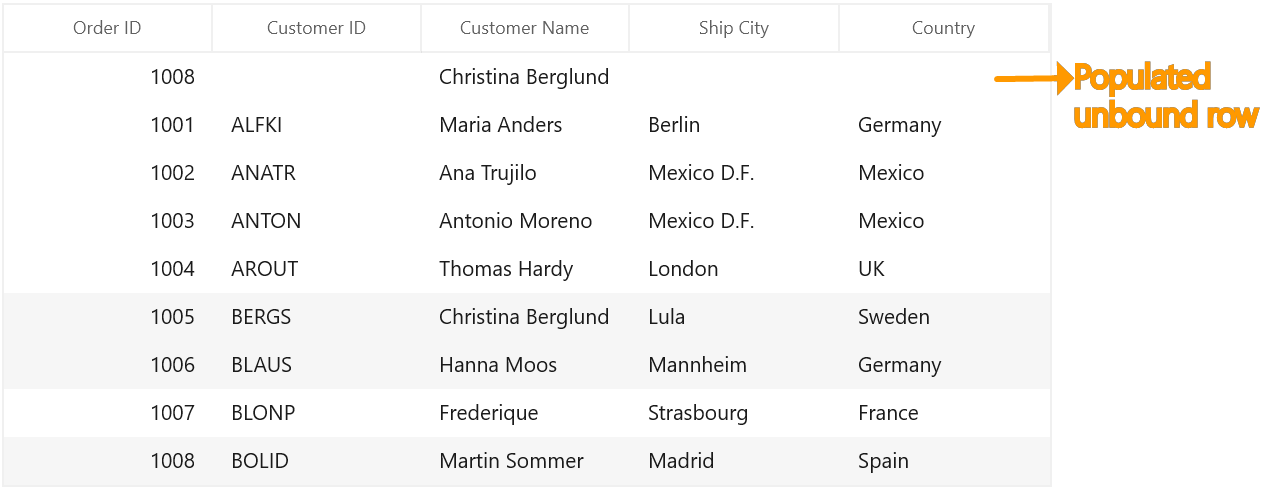 Order ID Customer ID Customer Name Ship City Country
1008 Christina Berglund
Populated
unbound row
1001 ALFKI Maria Anders Berlin Germany
1002 ANATR Ana Trujilo Mexico D.F. Mexico
1003 ANTON Antonio Moreno Mexico D.F. Mexico
1004 AROUT Thomas Hardy London UK
1005 BERGS Christina Berglund Lula Sweden
1006 BLAUS Hanna Moos Mannheim Germany
1007 BLONP Frederique Strasbourg France
1008 BOLID Martin Sommer Madrid Spain